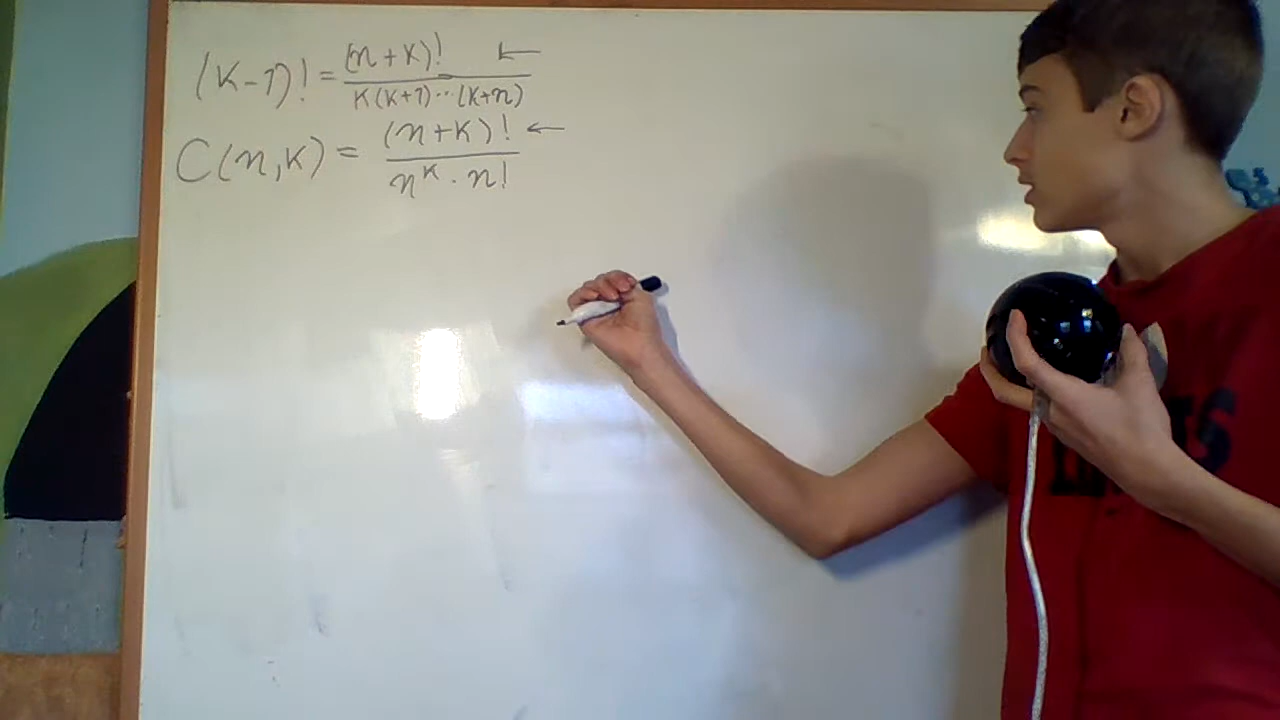 (K-1)! = (n+K)! / K(K+1)⋯(K+n) ←
C(n,K) = (n+K)! / n^K · n! ←